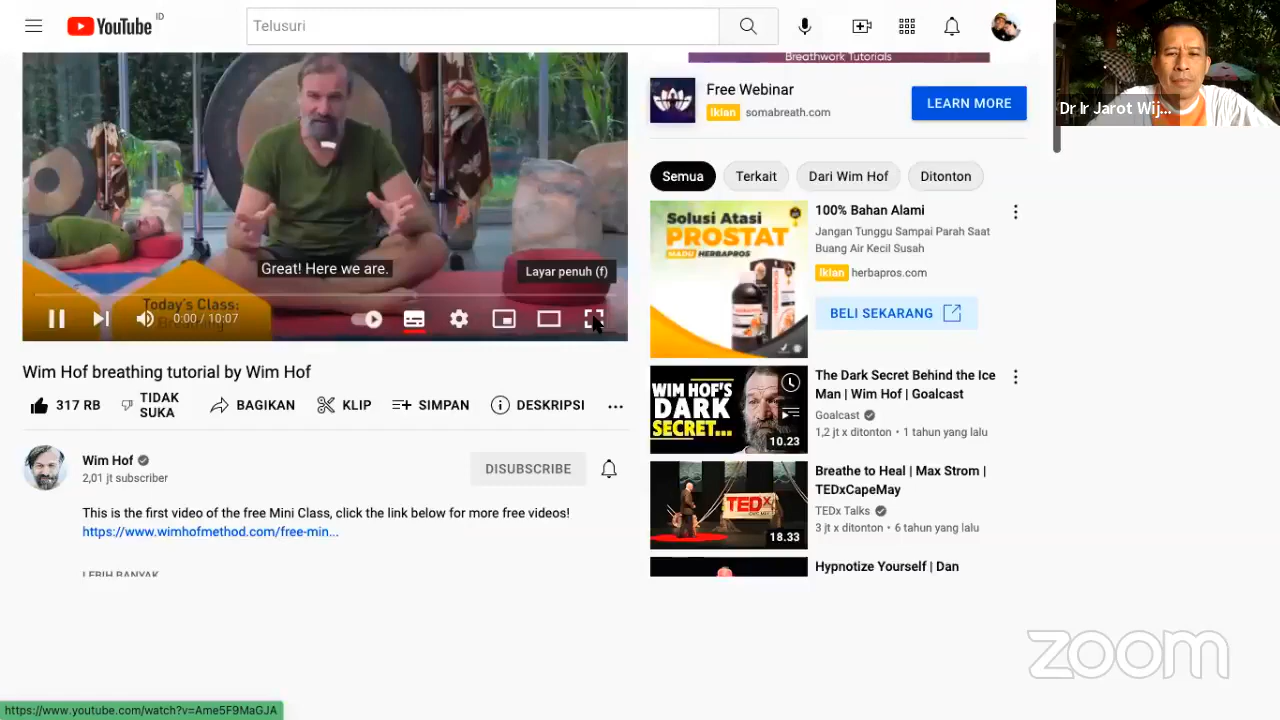 YouTube ID
Telusuri
Breathwork Tutorials
Free Webinar
Iklan somabreath.com
LEARN MORE
Dr Ir Jarot Wij...
Great! Here we are.
Layar penuh (f)
Today's Class:
Breathing
0:00 / 10:07
Wim Hof breathing tutorial by Wim Hof
317 RB
TIDAK
SUKA
BAGIKAN
KLIP
SIMPAN
DESKRIPSI
Wim Hof
2,01 jt subscriber
DISUBSCRIBE
This is the first video of the free Mini Class, click the link below for more free videos!
https://www.wimhofmethod.com/free-min...
LEBIH BANYAK
Semua
Terkait
Dari Wim Hof
Ditonton
Solusi Atasi
PROSTAT
MADU HERBAPROS
100% Bahan Alami
Jangan Tunggu Sampai Parah Saat
Buang Air Kecil Susah
Iklan herbapros.com
BELI SEKARANG
WIM HOF'S
DARK
SECRET...
10.23
The Dark Secret Behind the Ice
Man | Wim Hof | Goalcast
Goalcast
1,2 jt x ditonton • 1 tahun yang lalu
TEDx
18.33
Breathe to Heal | Max Strom |
TEDxCapeMay
TEDx Talks
3 jt x ditonton • 6 tahun yang lalu
Hypnotize Yourself | Dan
zoom
https://www.youtube.com/watch?v=Ame5F9MaGJA